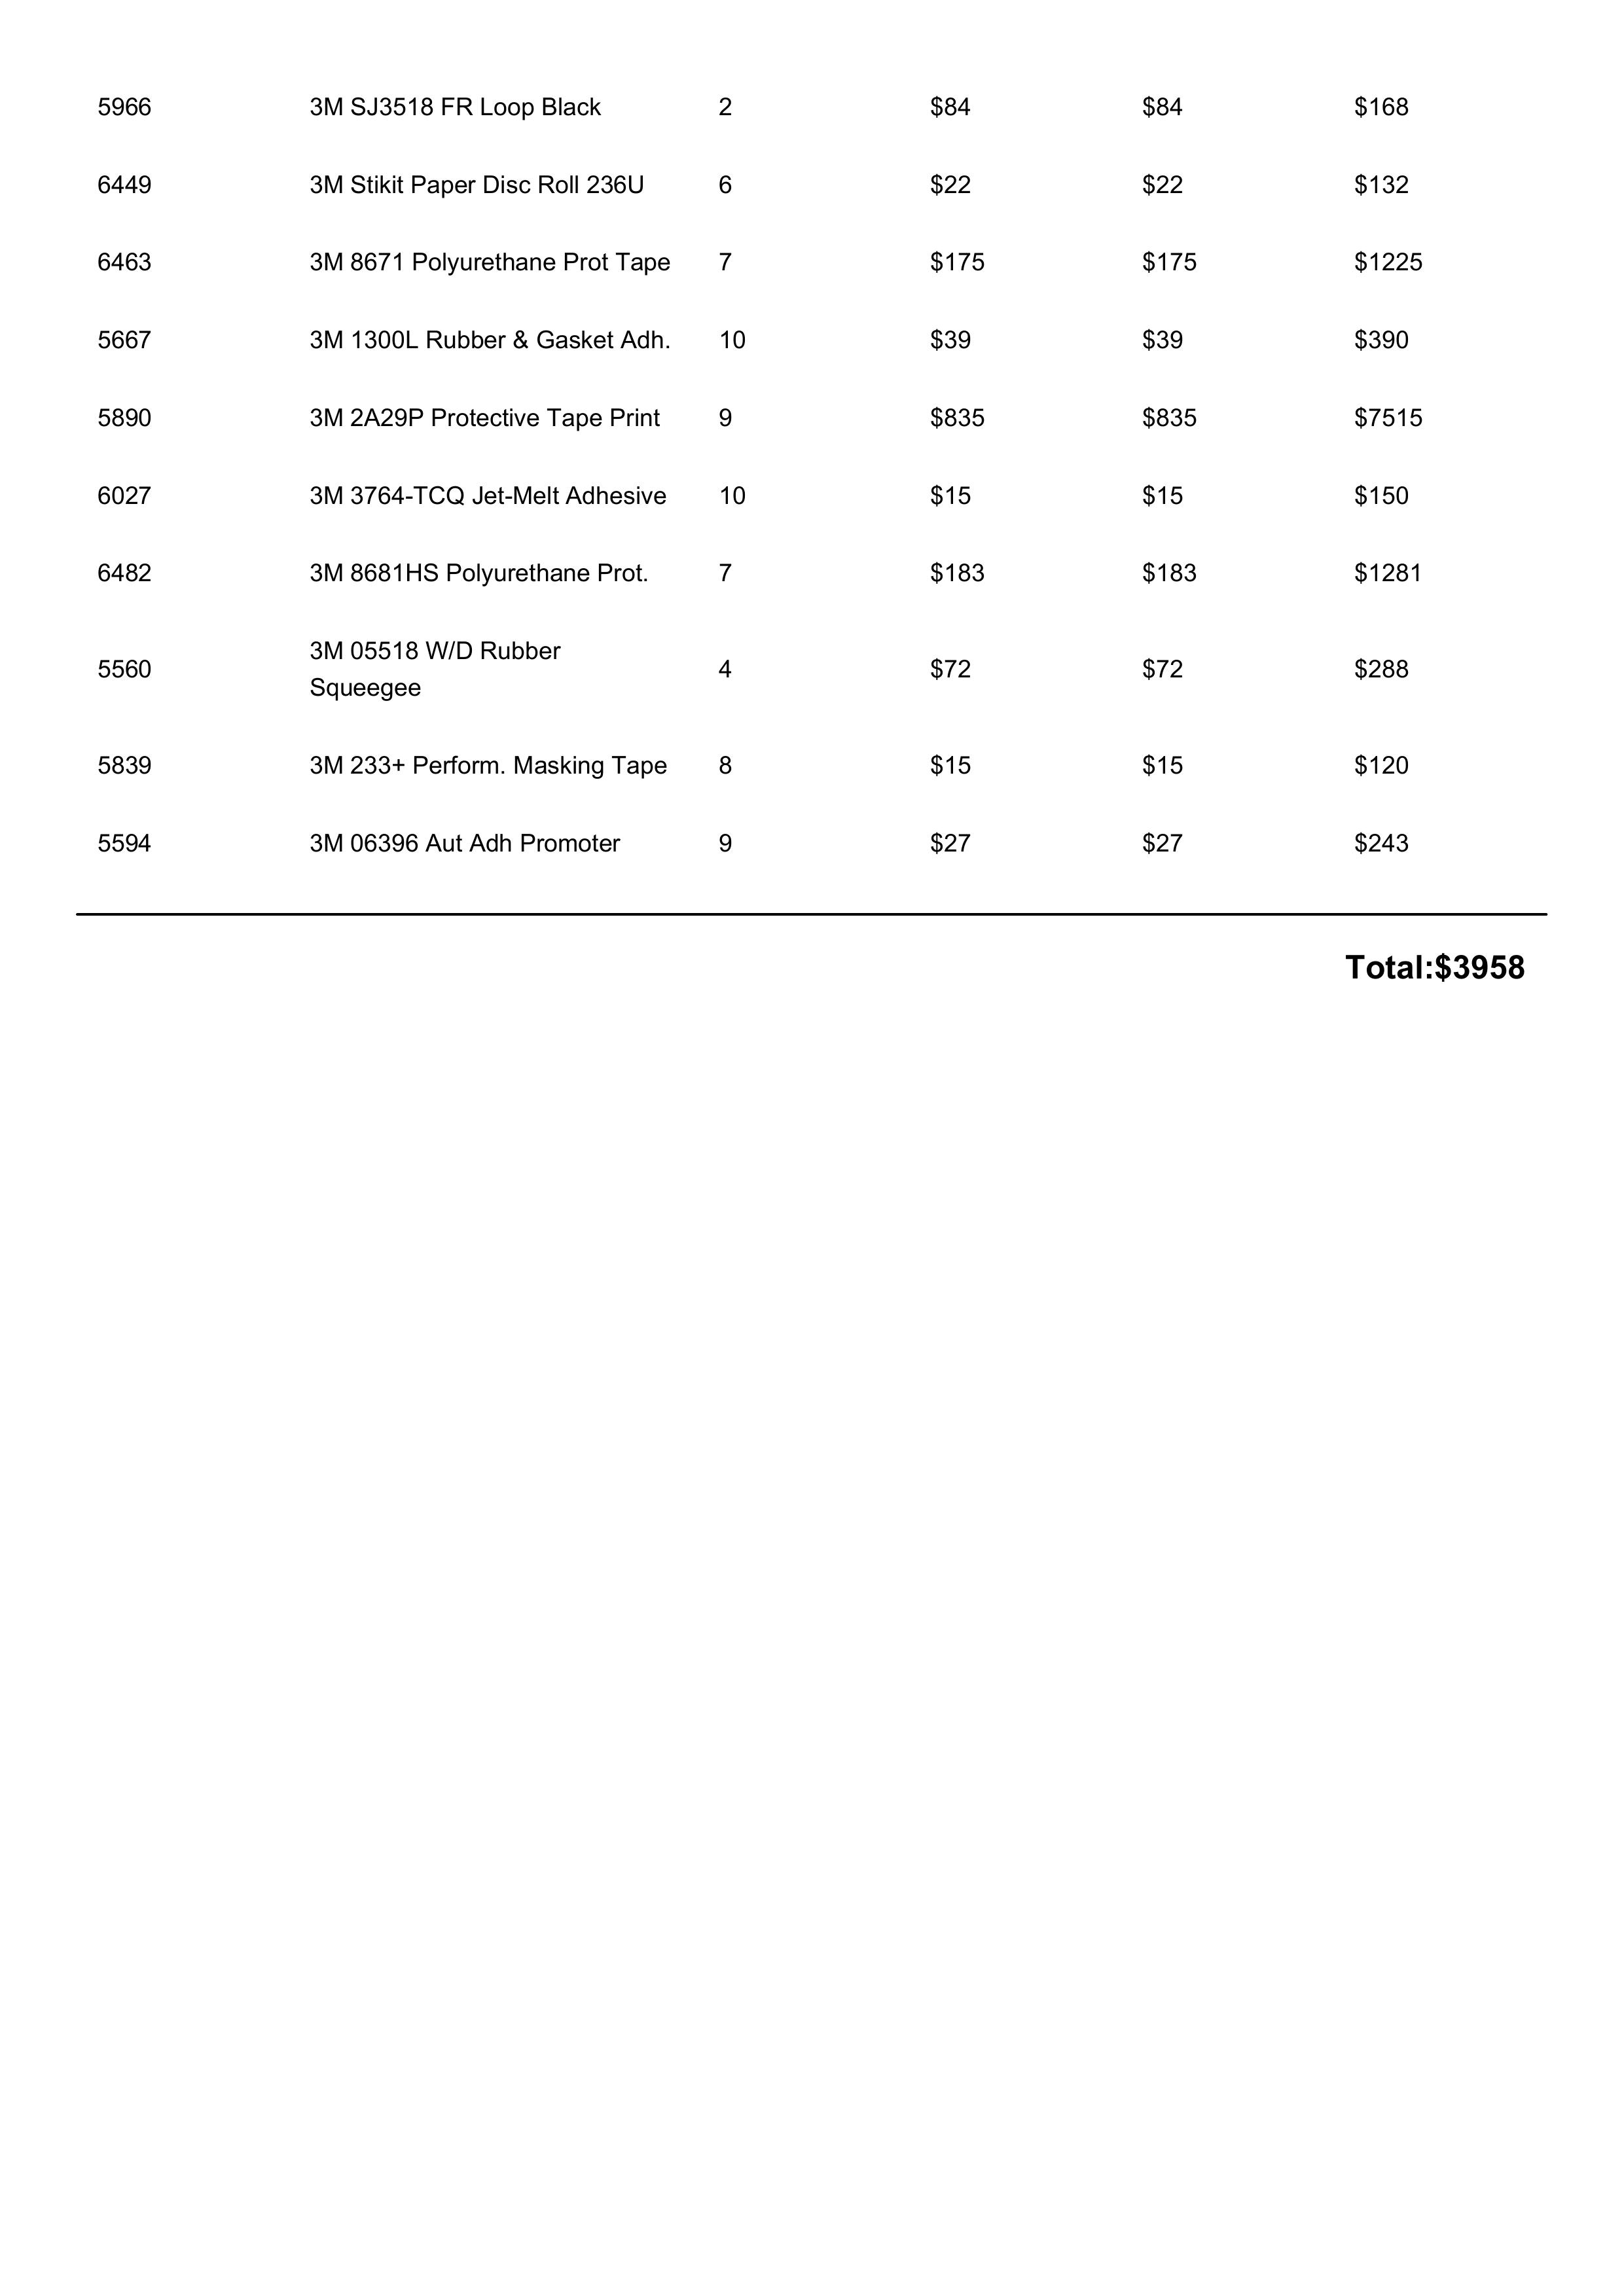 5966 3M SJ3518 FR Loop Black 2 $84 $84 $168
6449 3M Stikit Paper Disc Roll 236U 6 $22 $22 $132
6463 3M 8671 Polyurethane Prot Tape 7 $175 $175 $1225
5667 3M 1300L Rubber & Gasket Adh. 10 $39 $39 $390
5890 3M 2A29P Protective Tape Print 9 $835 $835 $7515
6027 3M 3764-TCQ Jet-Melt Adhesive 10 $15 $15 $150
6482 3M 8681HS Polyurethane Prot. 7 $183 $183 $1281
5560 3M 05518 W/D Rubber 4 $72 $72 $288
Squeegee
5839 3M 233+ Perform. Masking Tape 8 $15 $15 $120
5594 3M 06396 Aut Adh Promoter 9 $27 $27 $243
Total:$3958